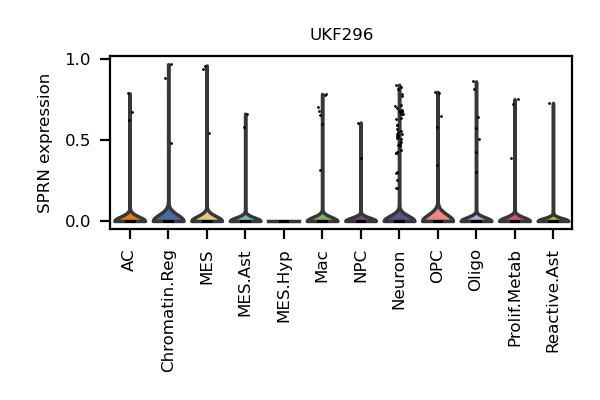 UKF296
SPRN expression
1.0
0.5
0.0
AC
Chromatin.Reg
MES
MES.Ast
MES.Hyp
Mac
NPC
Neuron
OPC
Oligo
Prolif.Metab
Reactive.Ast